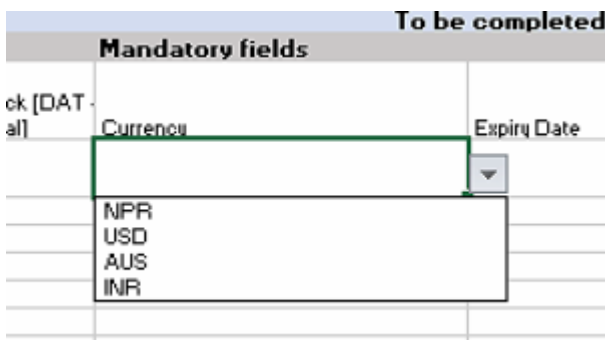 To be completed
Mandatory fields
ck [DAT -
al]
Currency
Expiry Date
NPR
USD
AUS
INR